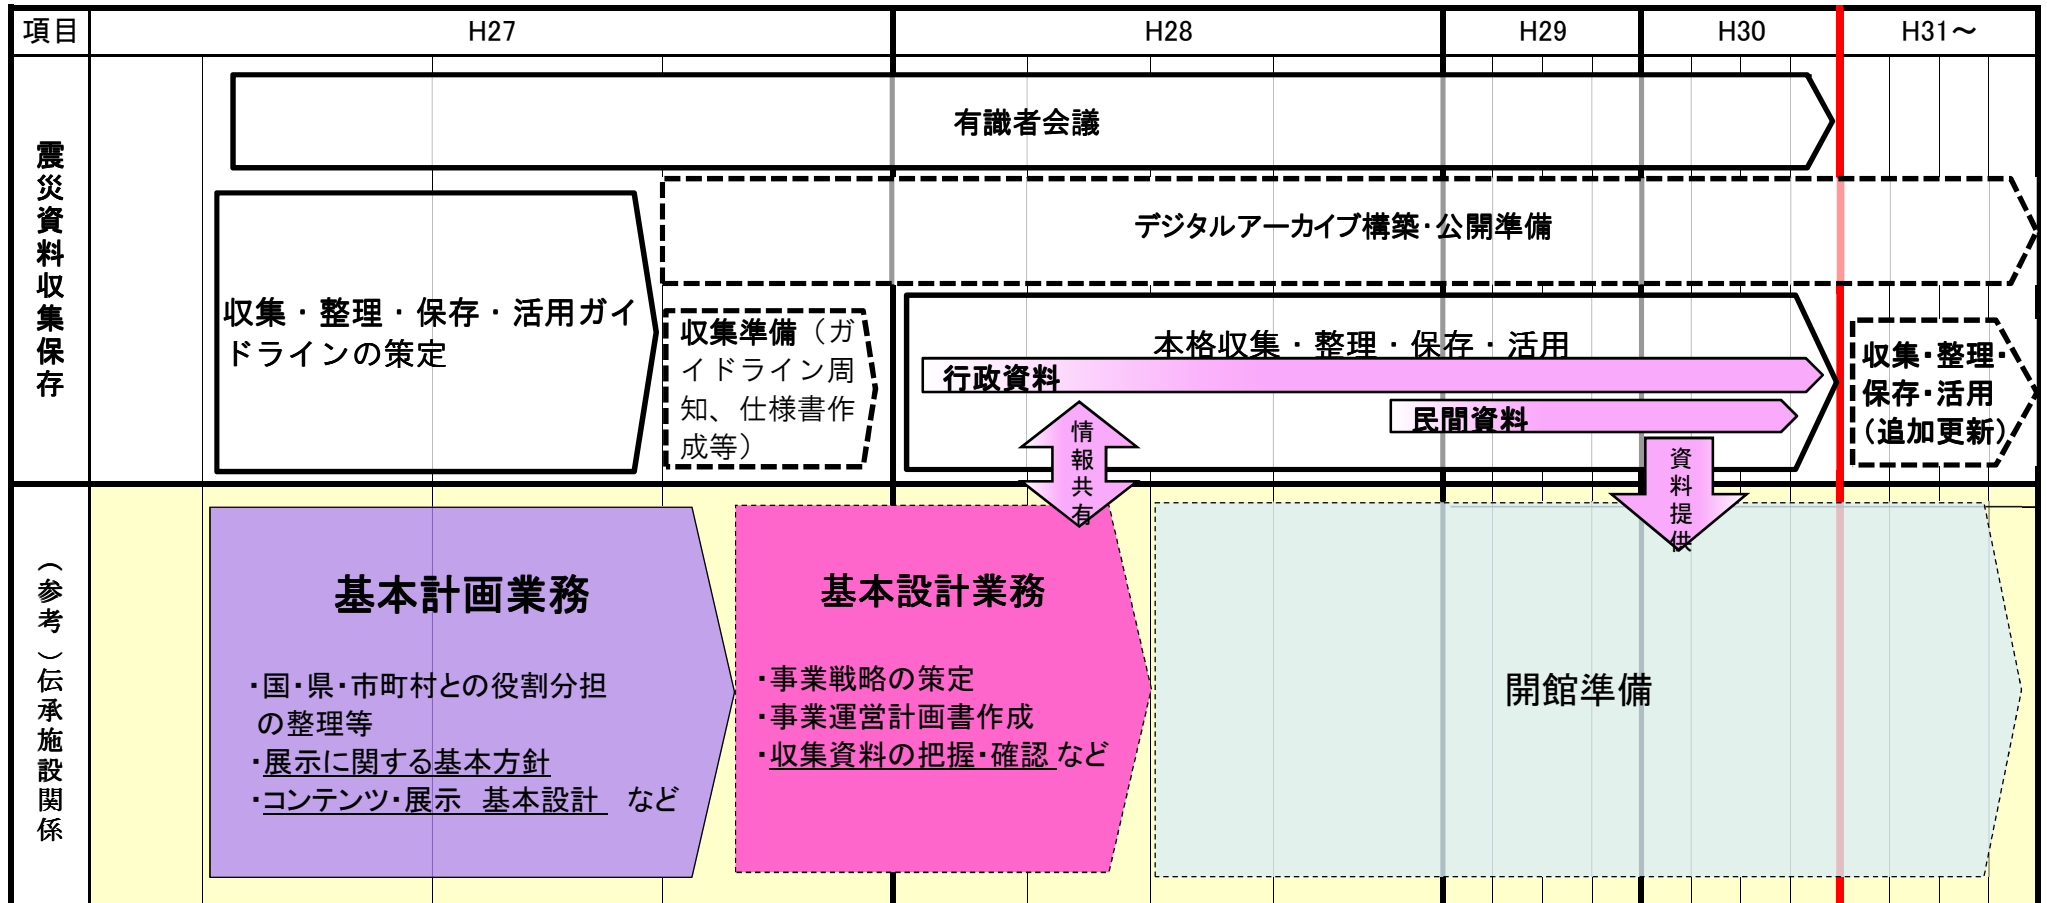 項目 H27 H28 H29 H30 H31～
震災資料収集保存
有識者会議
デジタルアーカイブ構築・公開準備
収集・整理・保存・活用ガイ
ドラインの策定
収集準備（ガ
イドライン周
知、仕様書作
成等）
本格収集・整理・保存・活用
行政資料
民間資料
収集・整理・
保存・活用
（追加更新）
情報共有
資料提供
（参考）伝承施設関係
基本計画業務
・国・県・市町村との役割分担
の整理等
・展示に関する基本方針
・コンテンツ・展示　基本設計　など
基本設計業務
・事業戦略の策定
・事業運営計画書作成
・収集資料の把握・確認 など
開館準備